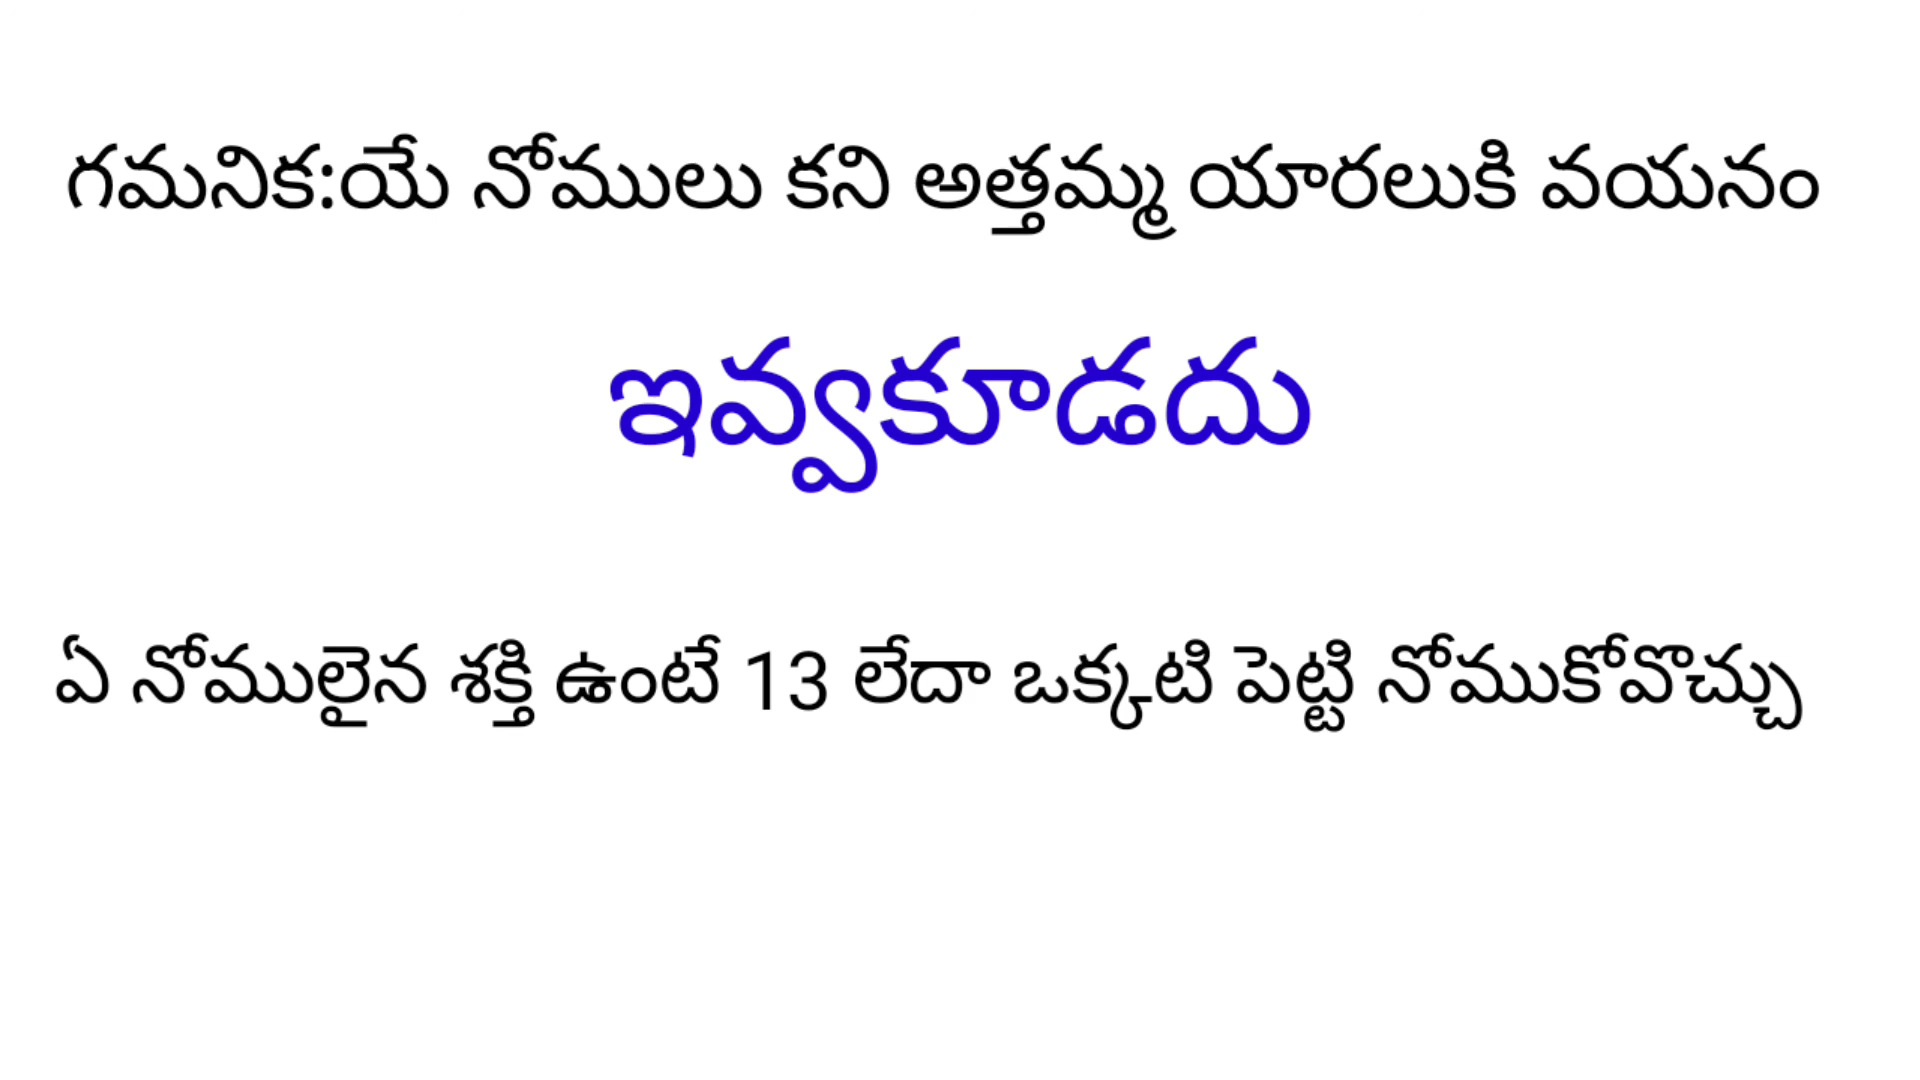 గమనిక:యే నోములు కని అత్తమ్మ యారలుకి వయనం
ఇవ్వకూడదు
ఏ నోములైన శక్తి ఉంటే 13 లేదా ఒక్కటి పెట్టి నోముకోవొచ్చు